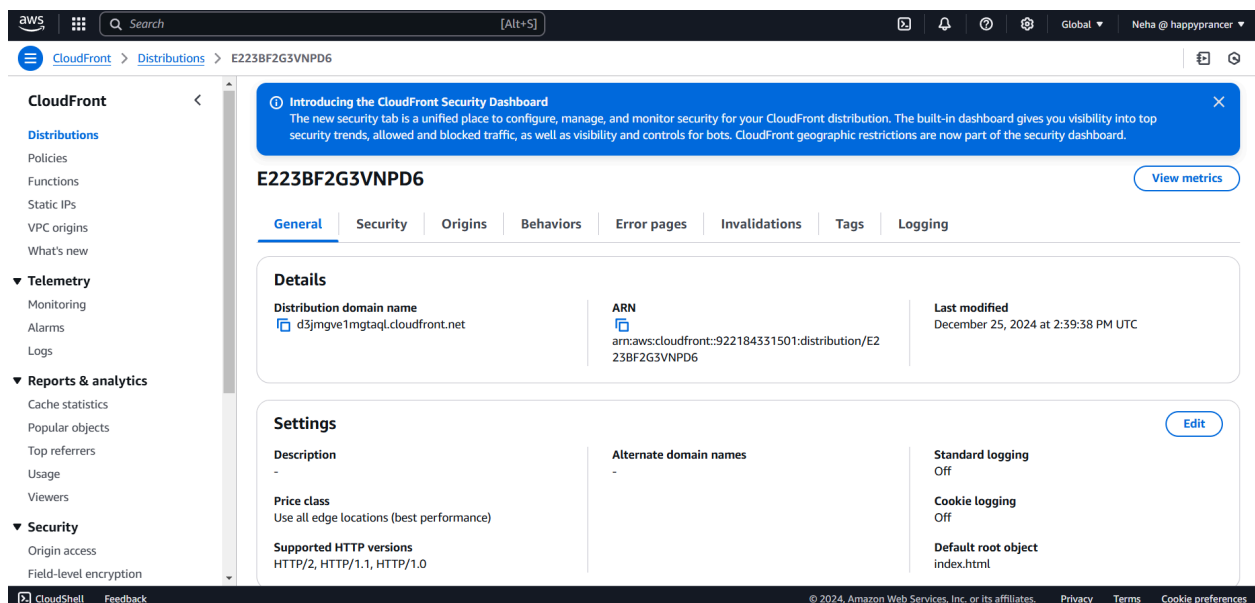 aws
Search
[Alt+S]
Global ▼
Neha @ happyprancer ▼
CloudFront > Distributions > E223BF2G3VNPD6
CloudFront
Distributions
Policies
Functions
Static IPs
VPC origins
What's new
▼ Telemetry
Monitoring
Alarms
Logs
▼ Reports & analytics
Cache statistics
Popular objects
Top referrers
Usage
Viewers
▼ Security
Origin access
Field-level encryption
Introducing the CloudFront Security Dashboard
The new security tab is a unified place to configure, manage, and monitor security for your CloudFront distribution. The built-in dashboard gives you visibility into top
security trends, allowed and blocked traffic, as well as visibility and controls for bots. CloudFront geographic restrictions are now part of the security dashboard.
E223BF2G3VNPD6
View metrics
General
Security
Origins
Behaviors
Error pages
Invalidations
Tags
Logging
Details
Distribution domain name
d3jmgve1mgtaql.cloudfront.net
ARN
arn:aws:cloudfront::922184331501:distribution/E2
23BF2G3VNPD6
Last modified
December 25, 2024 at 2:39:38 PM UTC
Settings
Edit
Description
-
Price class
Use all edge locations (best performance)
Supported HTTP versions
HTTP/2, HTTP/1.1, HTTP/1.0
Alternate domain names
-
Standard logging
Off
Cookie logging
Off
Default root object
index.html
CloudShell
Feedback
© 2024, Amazon Web Services, Inc. or its affiliates.
Privacy
Terms
Cookie preferences